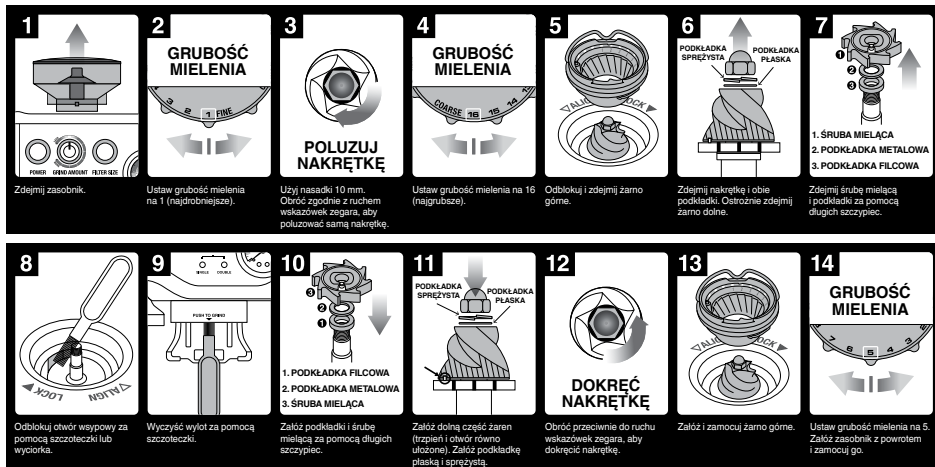 1
POWER GRIND AMOUNT FILTER SIZE
Zdejmij zasobnik.
2
GRUBOŚĆ
MIELENIA
3 2 1 FINE
Ustaw grubość mielenia
na 1 (najdrobniejsze).
3
POLUZUJ
NAKRĘTKĘ
Użyj nasadki 10 mm.
Obróć zgodnie z ruchem
wskazówek zegara, aby
poluzować samą nakrętkę.
4
GRUBOŚĆ
MIELENIA
COARSE 16 15 14
Ustaw grubość mielenia na 16
(najgrubsze).
5
Odblokuj i zdejmij żarno
górne.
6
PODKŁADKA
SPRĘŻYSTA
PODKŁADKA
PŁASKA
Zdejmij nakrętkę i obie
podkładki. Ostrożnie zdejmij
żarno dolne.
7
1
2
3
1. ŚRUBA MIELĄCA
2. PODKŁADKA METALOWA
3. PODKŁADKA FILCOWA
Zdejmij śrubę mielącą
i podkładki za pomocą
długich szczypiec.
8
LOCK ALIGN
Odblokuj otwór wsypowy za
pomocą szczoteczki lub
wyciorka.
9
SINGLE DOUBLE
PUSH TO GRIND
Wyczyść wylot za pomocą
szczoteczki.
10
3
2
1
1. PODKŁADKA FILCOWA
2. PODKŁADKA METALOWA
3. ŚRUBA MIELĄCA
Załóż podkładki i śrubę
mielącą za pomocą długich
szczypiec.
11
PODKŁADKA
SPRĘŻYSTA
PODKŁADKA
PŁASKA
Załóż dolną część żaren
(trzpień i otwór równo
ułożone). Załóż podkładkę
płaską i sprężystą.
12
DOKRĘĆ
NAKRĘTKĘ
Obróć przeciwnie do ruchu
wskazówek zegara, aby
dokręcić nakrętkę.
13
Załóż i zamocuj żarno górne.
14
GRUBOŚĆ
MIELENIA
7 6 5 4 3
Ustaw grubość mielenia na 5.
Załóż zasobnik z powrotem
i zamocuj go.